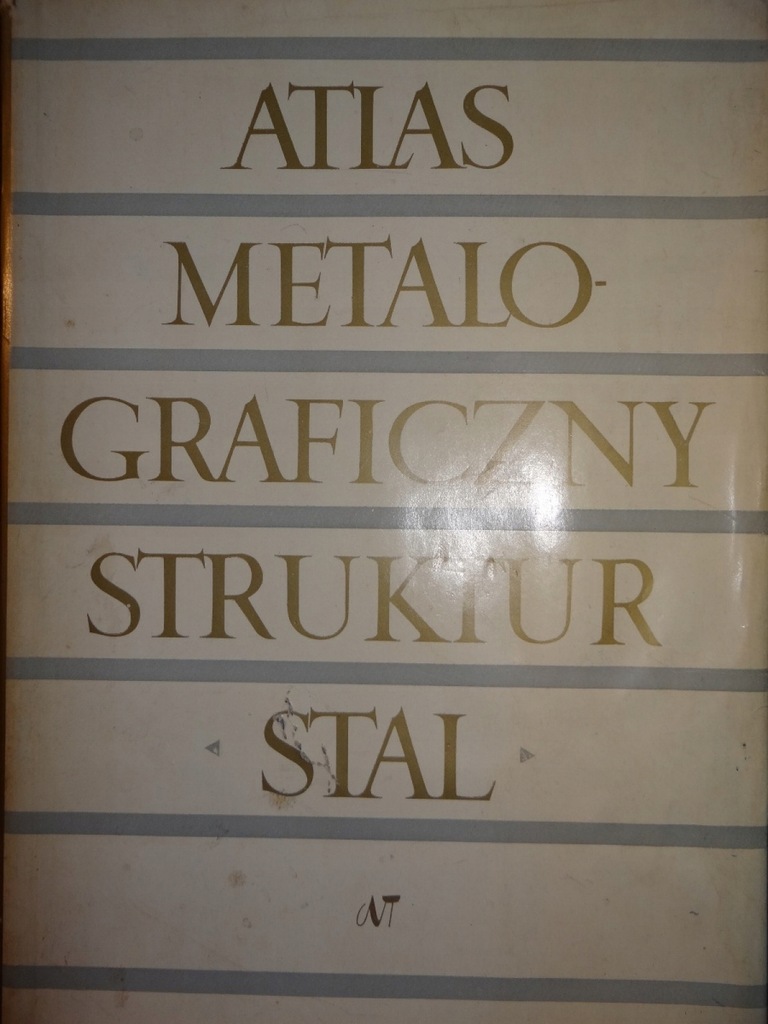 ATLAS
METALO-
GRAFICZNY
STRUKTUR
STAL